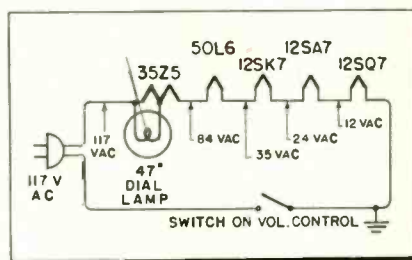 50L6
12SA7
35Z5
12SK7
12SQ7
117
VAC
84 VAC
35 VAC
24 VAC
12 VAC
117 V
AC
47"
DIAL
LAMP
SWITCH ON VOL. CONTROL